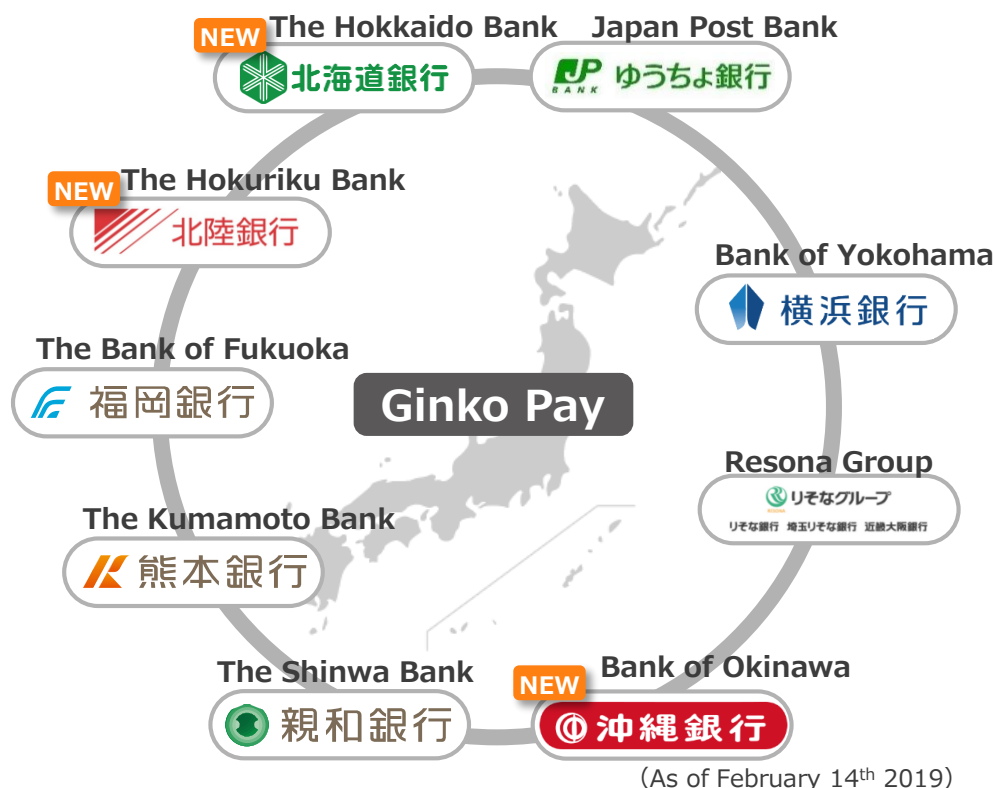 NEW
The Hokkaido Bank
北海道銀行
Japan Post Bank
JP
BANK
ゆうちょ銀行
NEW
The Hokuriku Bank
北陸銀行
Bank of Yokohama
横浜銀行
The Bank of Fukuoka
福岡銀行
Ginko Pay
Resona Group
りそなグループ
りそな銀行 埼玉りそな銀行 近畿大阪銀行
The Kumamoto Bank
熊本銀行
The Shinwa Bank
親和銀行
NEW
Bank of Okinawa
沖縄銀行
(As of February 14th 2019)